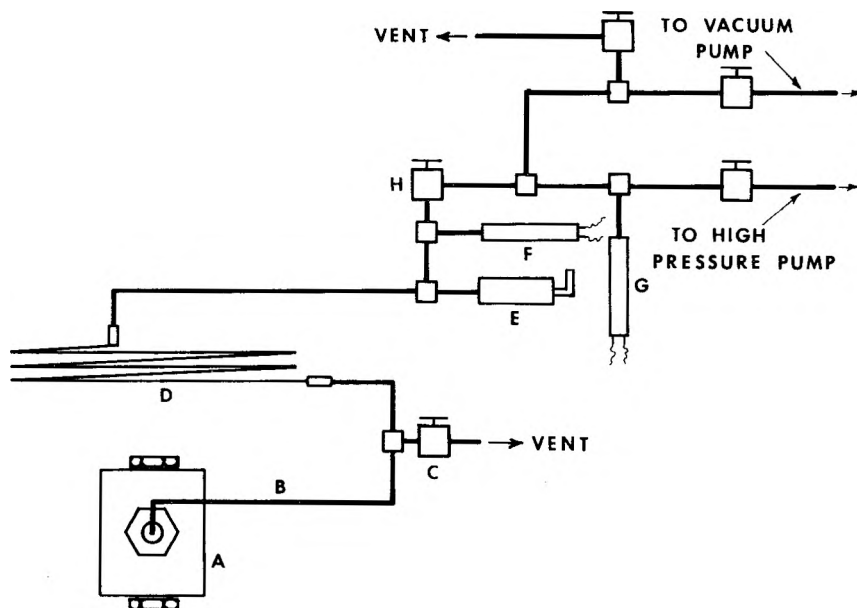 VENT
TO VACUUM
PUMP
H
F
TO HIGH
PRESSURE PUMP
G
E
D
C
VENT
B
A